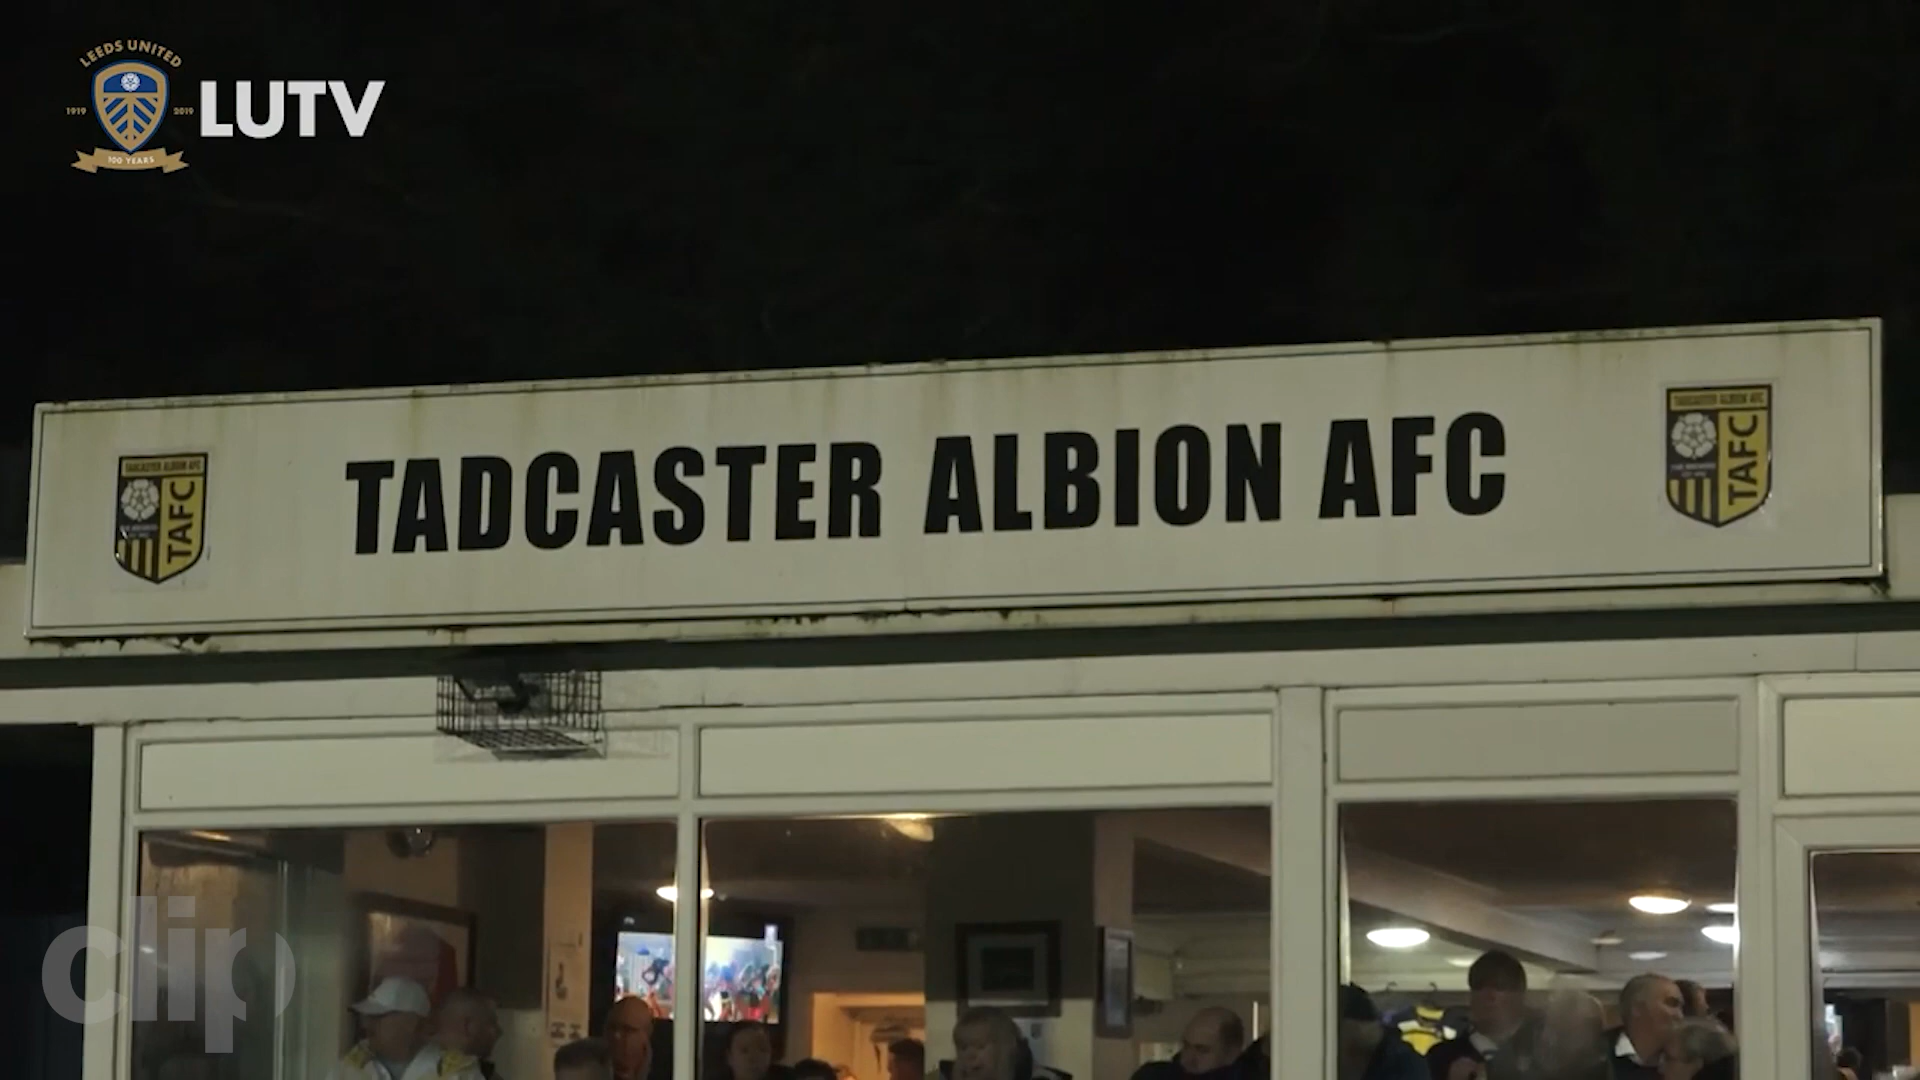 LEEDS UNITED
1919
2019
100 YEARS
LUTV
TADCASTER ALBION AFC
TADCASTER ALBION AFC
TAFC
TADCASTER ALBION AFC
TAFC
clip